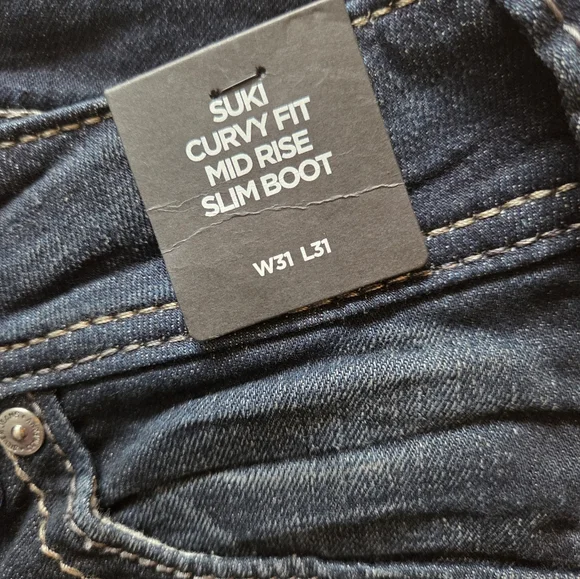 SUKI
CURVY FIT
MID RISE
SLIM BOOT
W31 L31